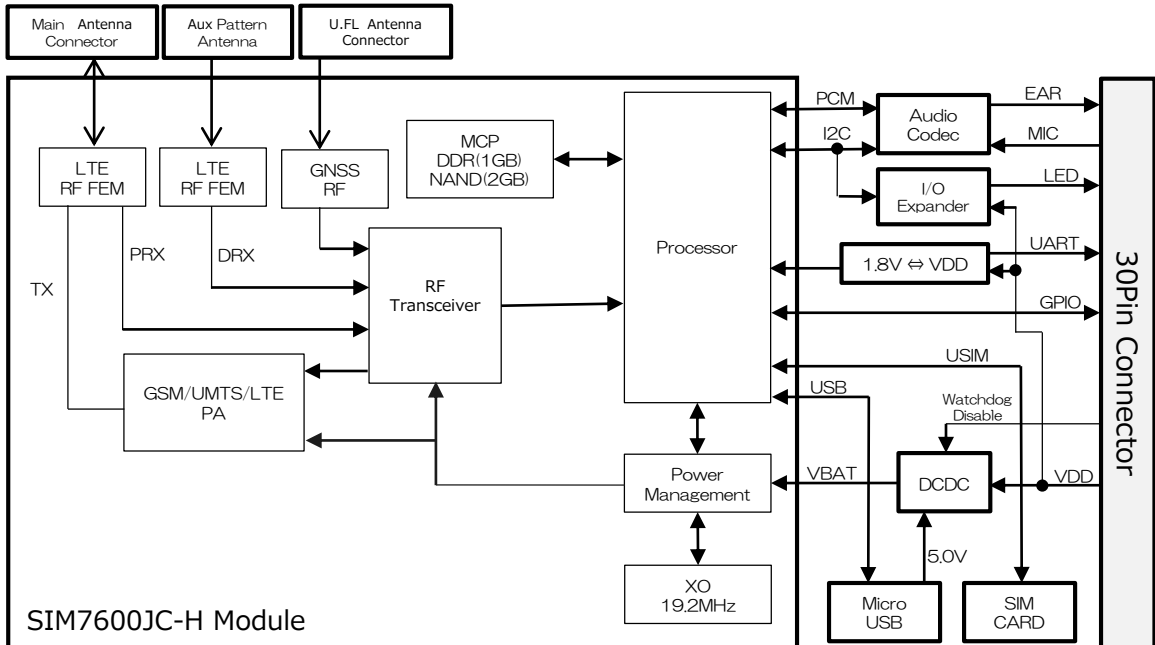 Main Antenna
Connector
Aux Pattern
Antenna
U.FL Antenna
Connector
LTE
RF FEM
LTE
RF FEM
GNSS
RF
MCP
DDR(1GB)
NAND(2GB)
Processor
PCM
I2C
Audio
Codec
EAR
MIC
I/O
Expander
LED
1.8V ⇔ VDD
UART
GPIO
USIM
USB
TX
PRX
DRX
RF
Transceiver
GSM/UMTS/LTE
PA
Power
Management
VBAT
Watchdog
Disable
DCDC
VDD
5.0V
XO
19.2MHz
Micro
USB
SIM
CARD
30Pin Connector
SIM7600JC-H Module